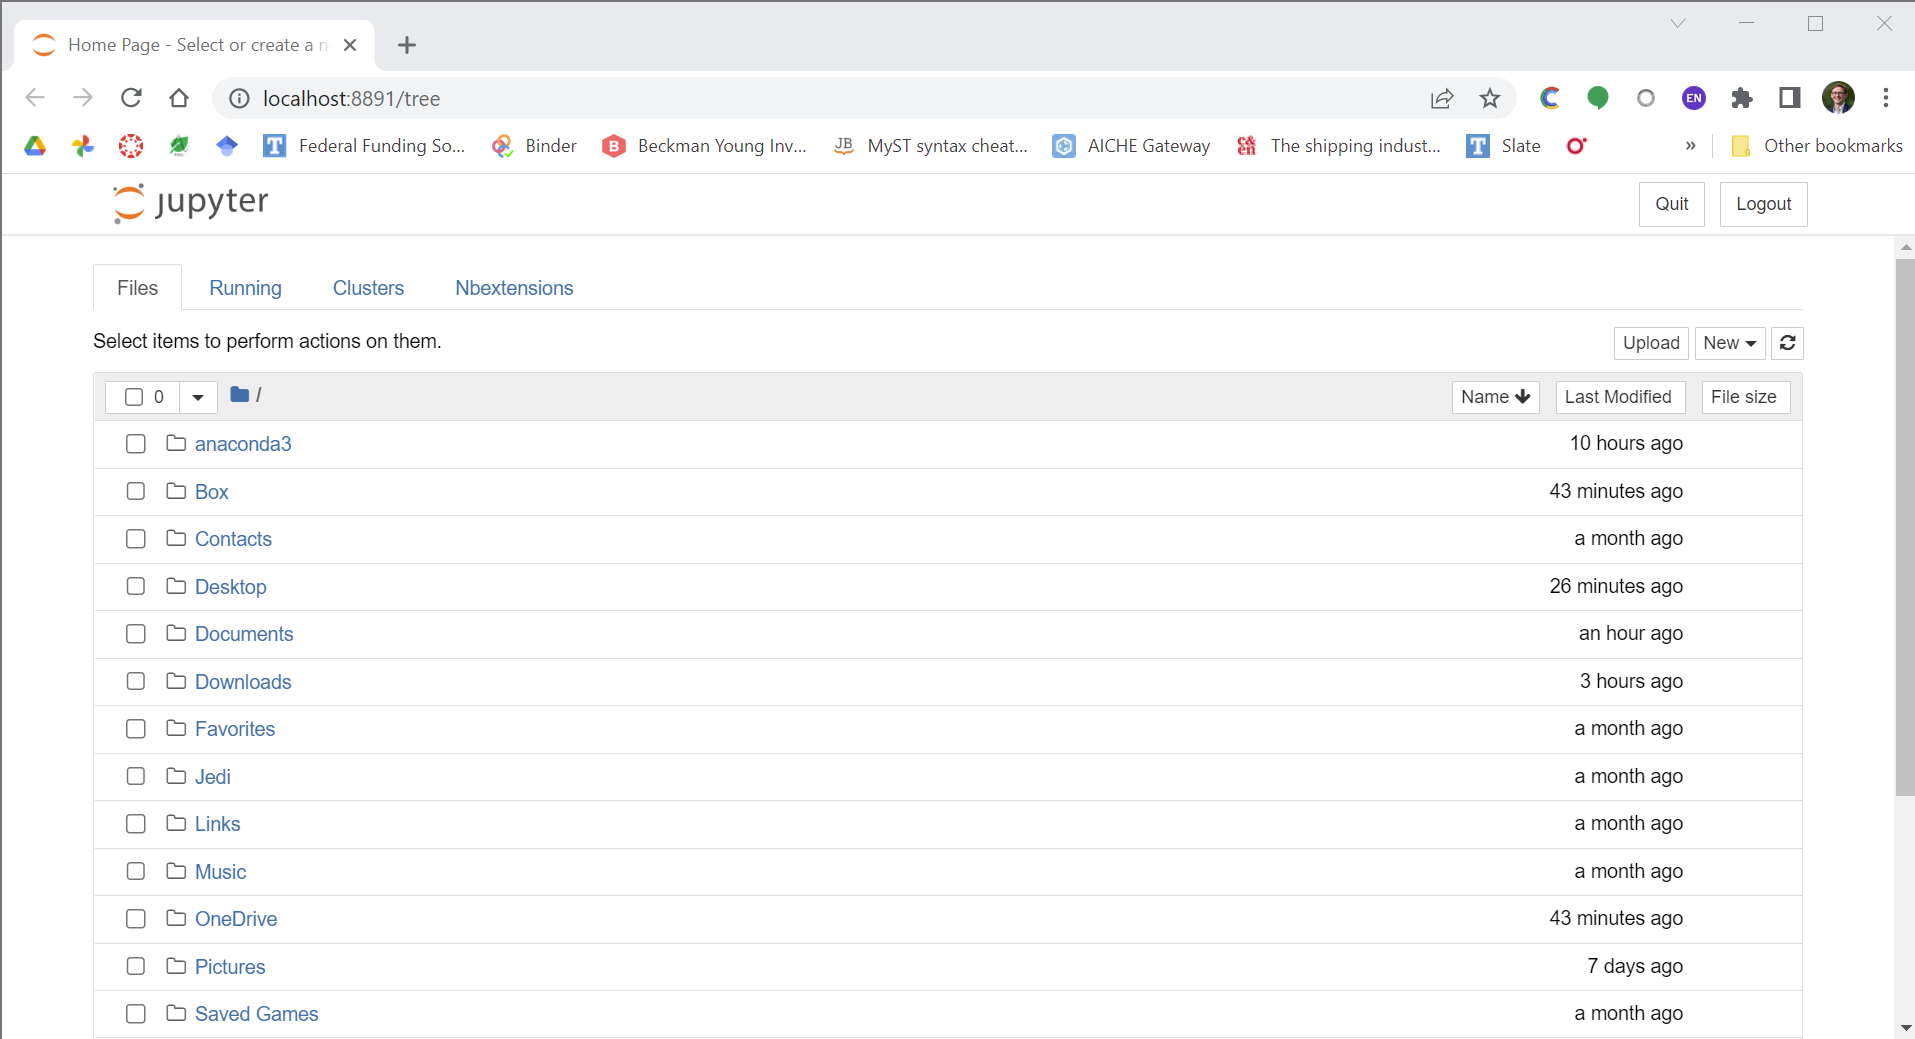 Home Page - Select or create a n
localhost:8891/tree
EN
Federal Funding So...
Binder
B
Beckman Young Inv...
JB
MyST syntax cheat...
AICHE Gateway
The shipping indust...
T
Slate
»
Other bookmarks
jupyter
Quit
Logout
Files
Running
Clusters
Nbextensions
Select items to perform actions on them.
Upload
New
0
/
Name
Last Modified
File size
anaconda3
10 hours ago
Box
43 minutes ago
Contacts
a month ago
Desktop
26 minutes ago
Documents
an hour ago
Downloads
3 hours ago
Favorites
a month ago
Jedi
a month ago
Links
a month ago
Music
a month ago
OneDrive
43 minutes ago
Pictures
7 days ago
Saved Games
a month ago